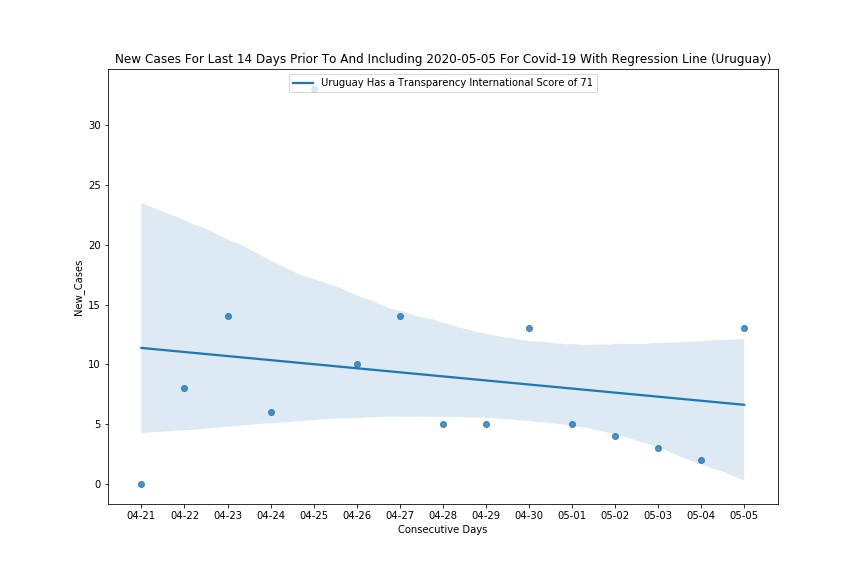 New Cases For Last 14 Days Prior To And Including 2020-05-05 For Covid-19 With Regression Line (Uruguay)
Uruguay Has a Transparency International Score of 71
30
25
20
15
10
5
0
New_Cases
04-21 04-22 04-23 04-24 04-25 04-26 04-27 04-28 04-29 04-30 05-01 05-02 05-03 05-04 05-05
Consecutive Days